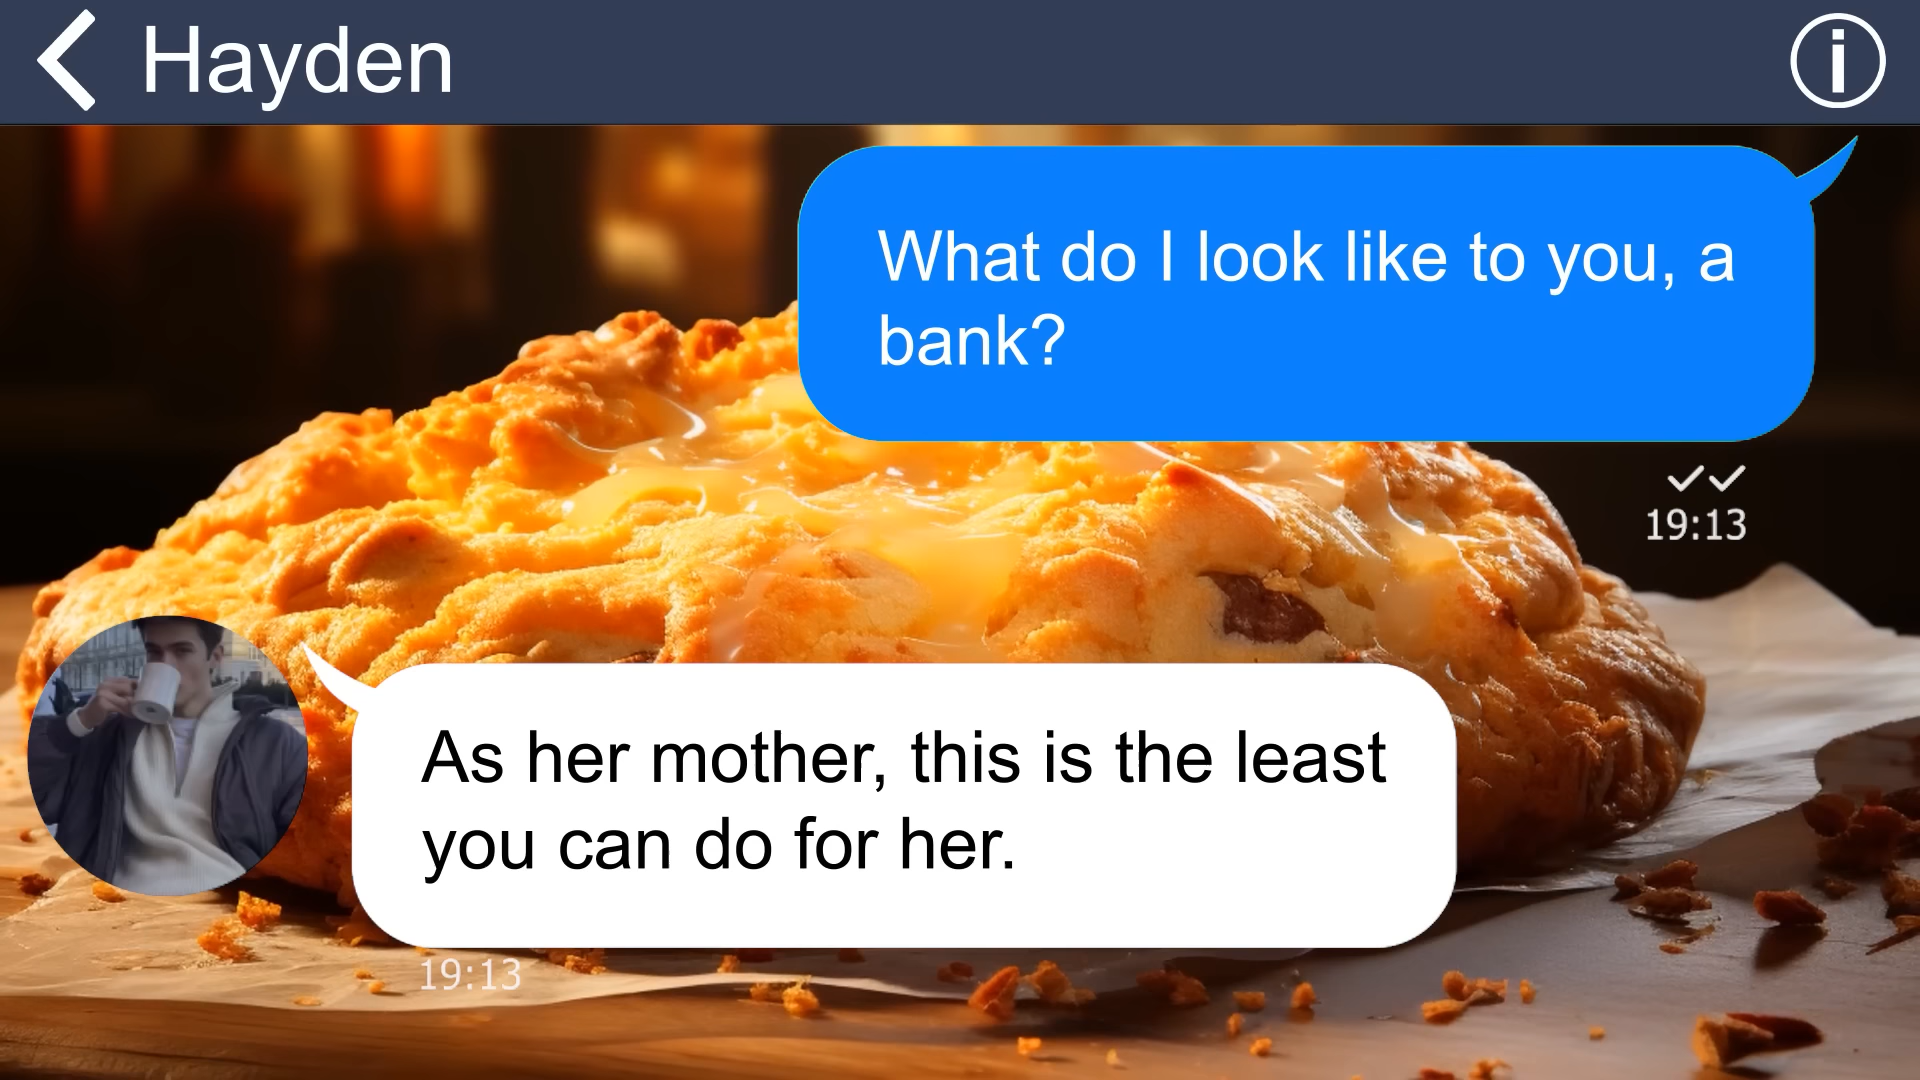 Hayden
What do I look like to you, a
bank?
19:13
As her mother, this is the least
you can do for her.
19:13